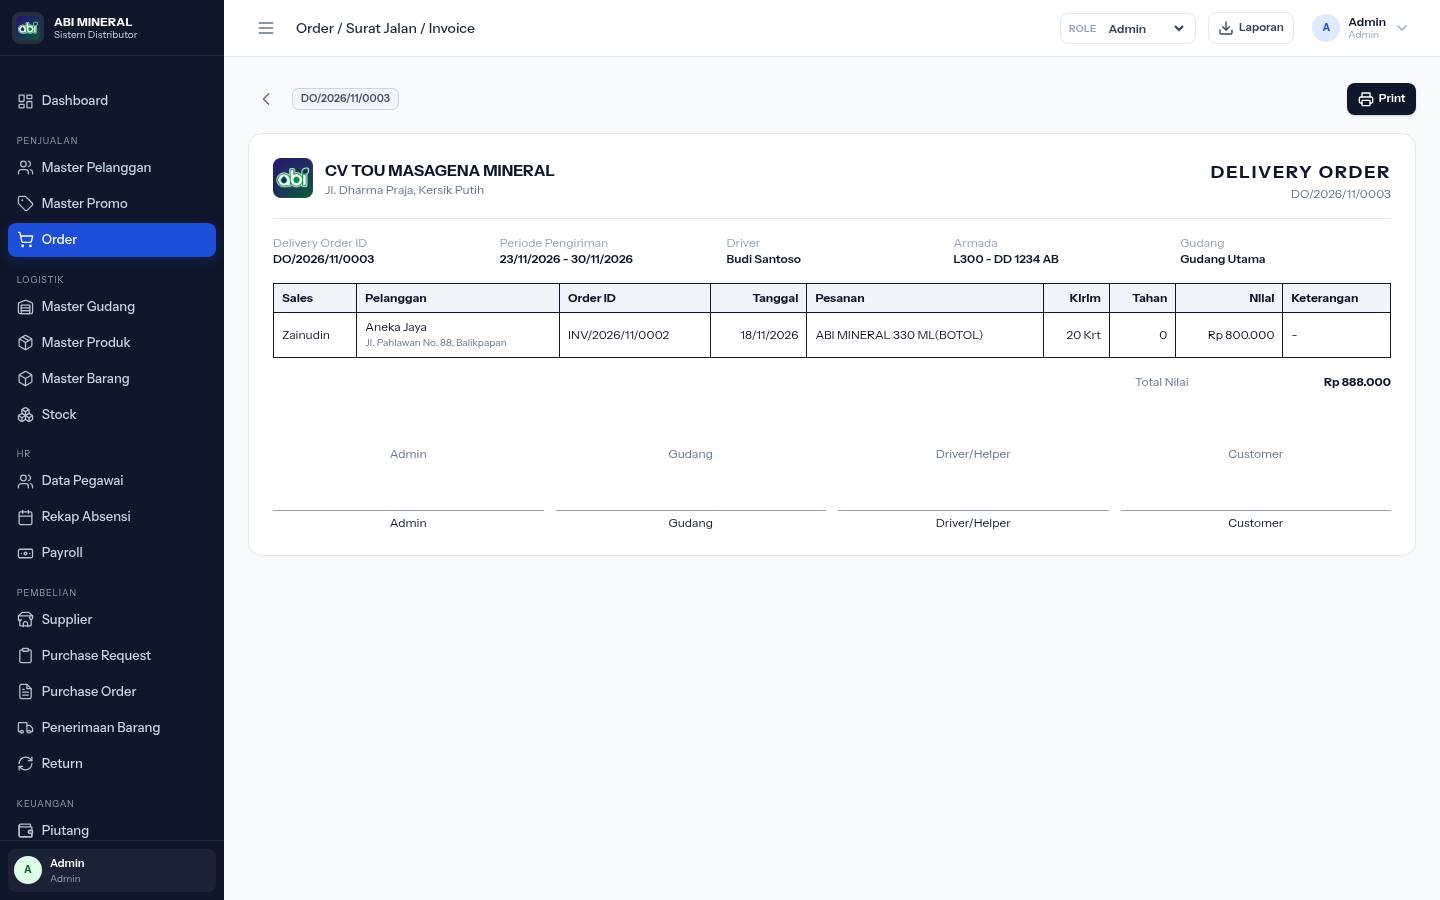 abi
ABI MINERAL
Sistem Distributor
Dashboard
PENJUALAN
Master Pelanggan
Master Promo
Order
LOGISTIK
Master Gudang
Master Produk
Master Barang
Stock
HR
Data Pegawai
Rekap Absensi
Payroll
PEMBELIAN
Supplier
Purchase Request
Purchase Order
Penerimaan Barang
Return
KEUANGAN
Piutang
A
Admin
Admin
Order / Surat Jalan / Invoice
ROLE Admin
Laporan
A
Admin
Admin
DO/2026/11/0003
Print
abi
CV TOU MASAGENA MINERAL
Jl. Dharma Praja, Kersik Putih
DELIVERY ORDER
DO/2026/11/0003
Delivery Order ID
DO/2026/11/0003
Periode Pengiriman
23/11/2026 - 30/11/2026
Driver
Budi Santoso
Armada
L300 - DD 1234 AB
Gudang
Gudang Utama
Sales Pelanggan Order ID Tanggal Pesanan Kirim Tahan Nilai Keterangan
Zainudin Aneka Jaya INV/2026/11/0002 18/11/2026 ABI MINERAL 330 ML(BOTOL) 20 Krt 0 Rp 800.000 -
Jl. Pahlawan No. 88, Balikpapan
Total Nilai Rp 888.000
Admin Gudang Driver/Helper Customer
Admin Gudang Driver/Helper Customer